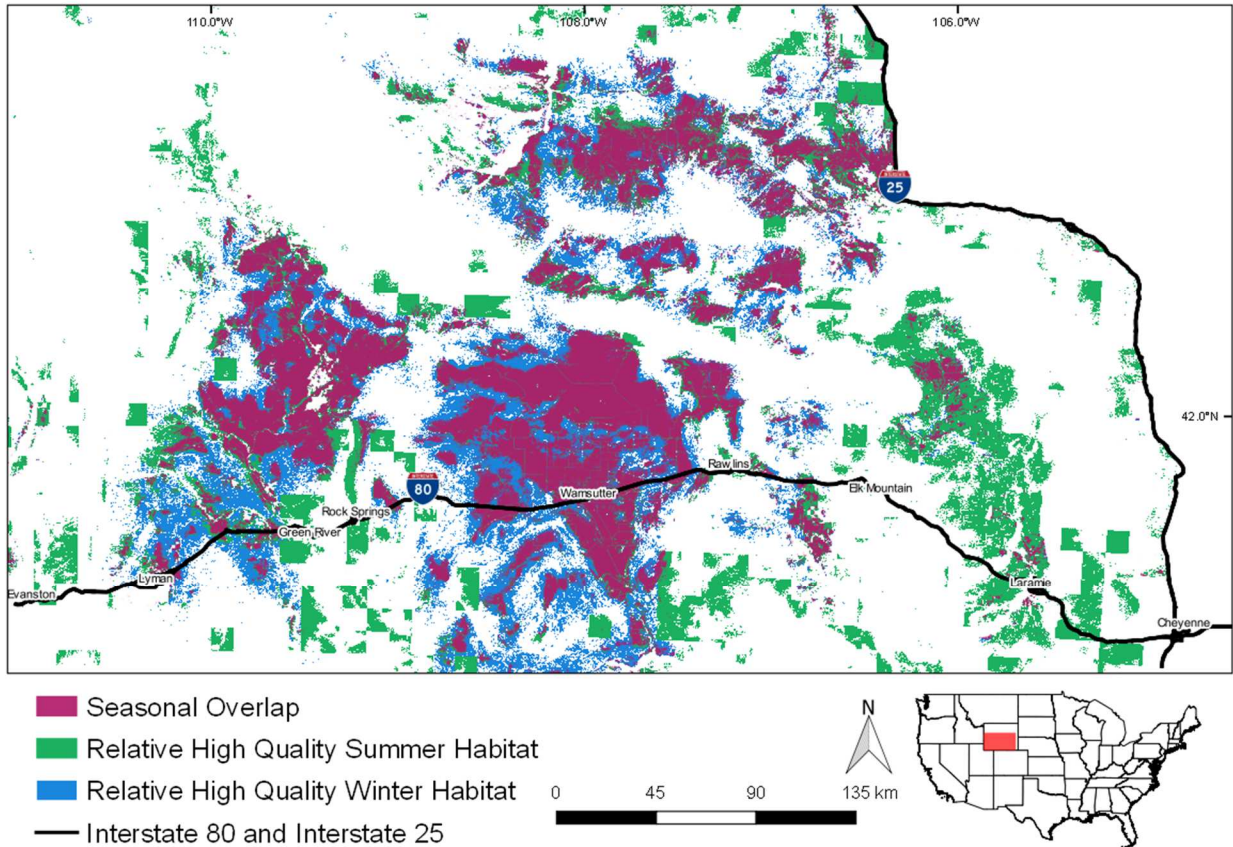 110.0°W
108.0°W
106.0°W
25
42.0°N
Rawlins
80
Wamsutter
Elk Mountain
Rock Springs
Green River
Lyman
Laramie
Evanston
Cheyenne
Seasonal Overlap
Relative High Quality Summer Habitat
Relative High Quality Winter Habitat
Interstate 80 and Interstate 25
N
0 45 90 135 km